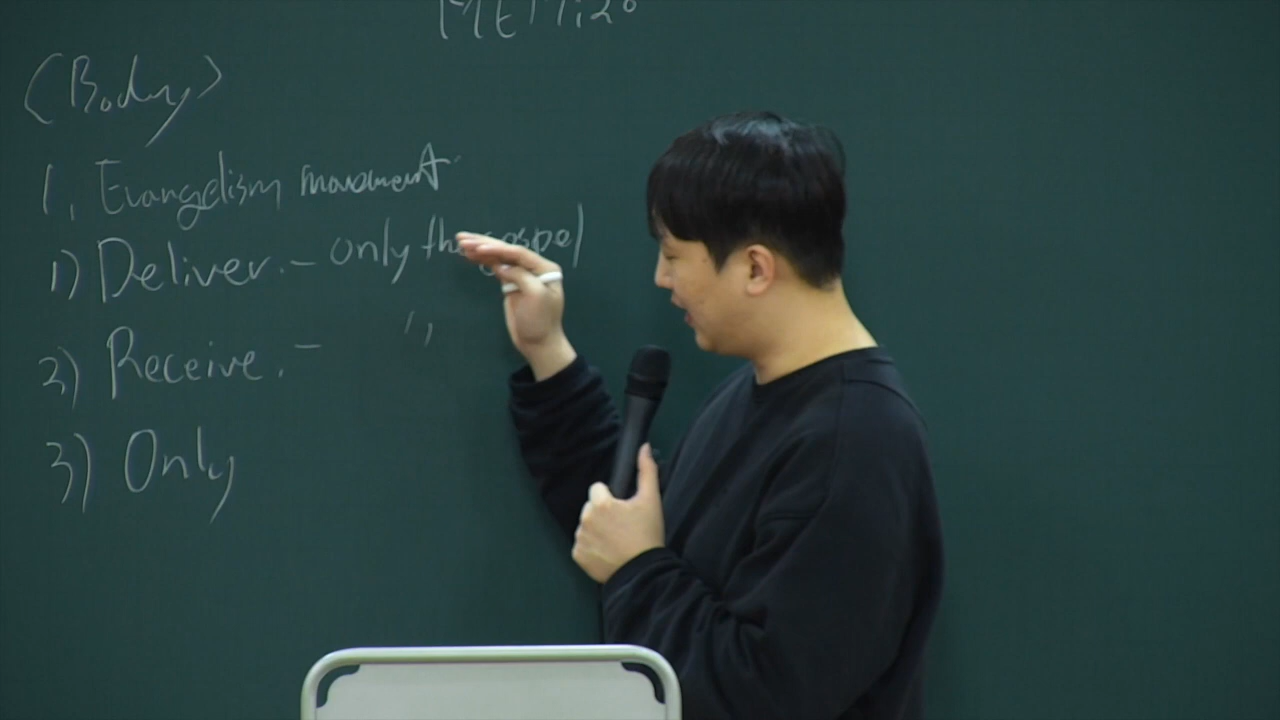 <Body>
1, Evangelism movement
1) Deliver. - only the gospel
2) Receive. - 〃
3) Only